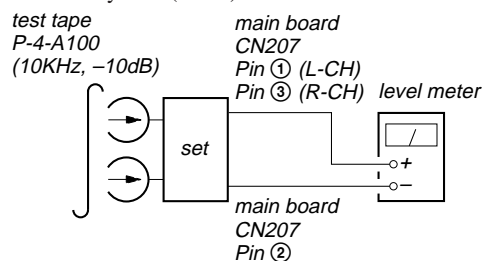 test tape
P-4-A100
(10KHz, –10dB)
main board
CN207
Pin ① (L-CH)
Pin ③ (R-CH)
level meter
set
+
–
main board
CN207
Pin ②